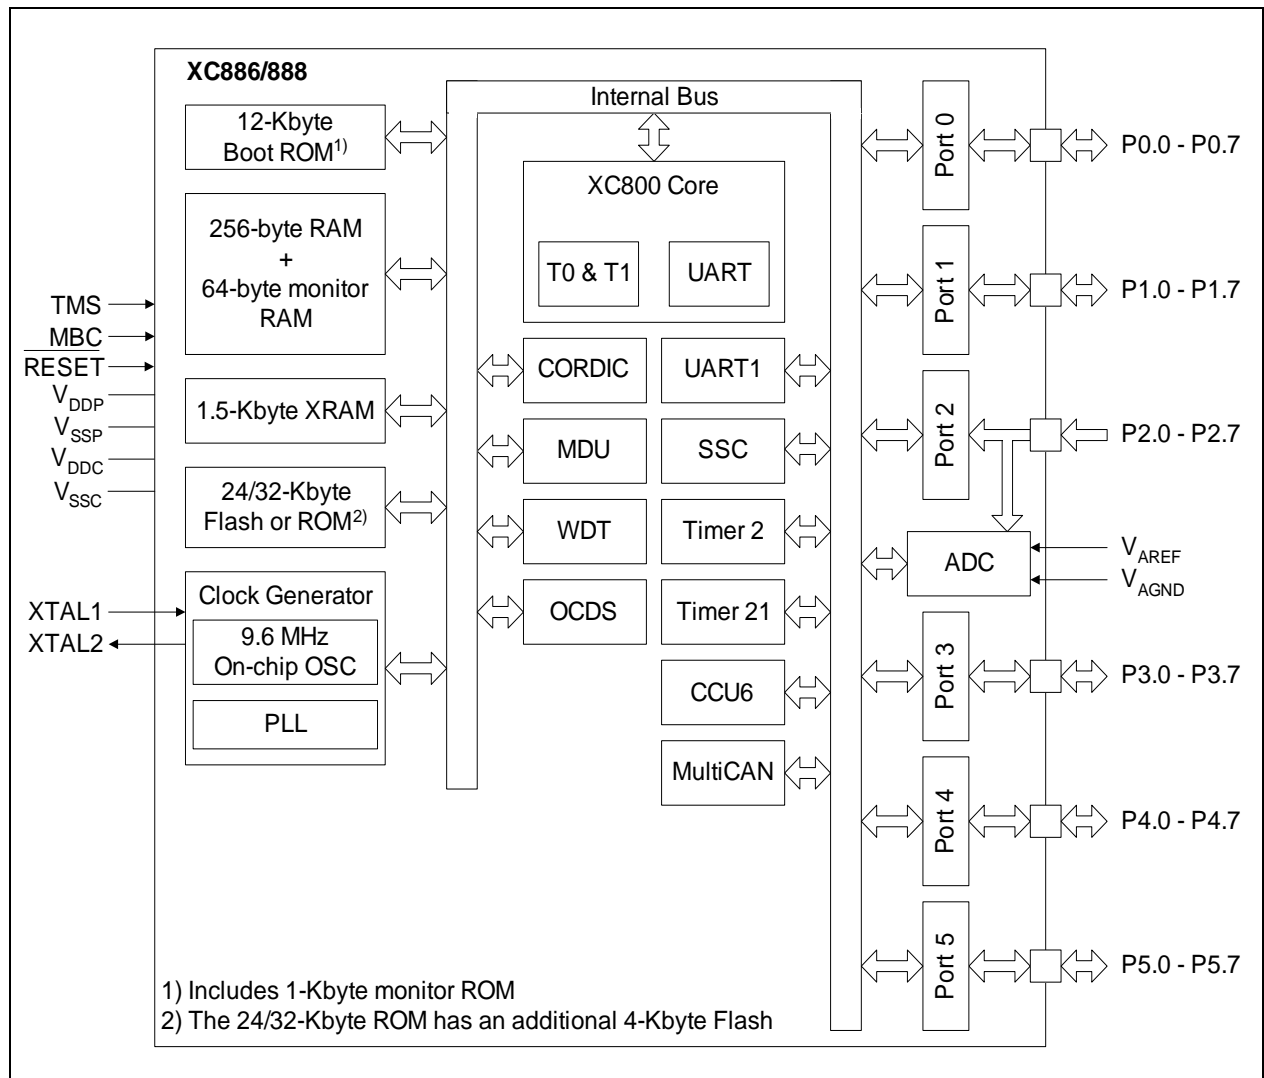 XC886/888
Internal Bus
12-Kbyte
Boot ROM1)
256-byte RAM
+
64-byte monitor
RAM
1.5-Kbyte XRAM
24/32-Kbyte
Flash or ROM2)
Clock Generator
9.6 MHz
On-chip OSC
PLL
TMS
MBC
RESET
VDDP
VSSP
VDDC
VSSC
XTAL1
XTAL2
XC800 Core
T0 & T1
UART
CORDIC
UART1
MDU
SSC
WDT
Timer 2
OCDS
Timer 21
CCU6
MultiCAN
Port 0
P0.0 - P0.7
Port 1
P1.0 - P1.7
Port 2
P2.0 - P2.7
ADC
VAREF
VAGND
Port 3
P3.0 - P3.7
Port 4
P4.0 - P4.7
Port 5
P5.0 - P5.7
1) Includes 1-Kbyte monitor ROM
2) The 24/32-Kbyte ROM has an additional 4-Kbyte Flash